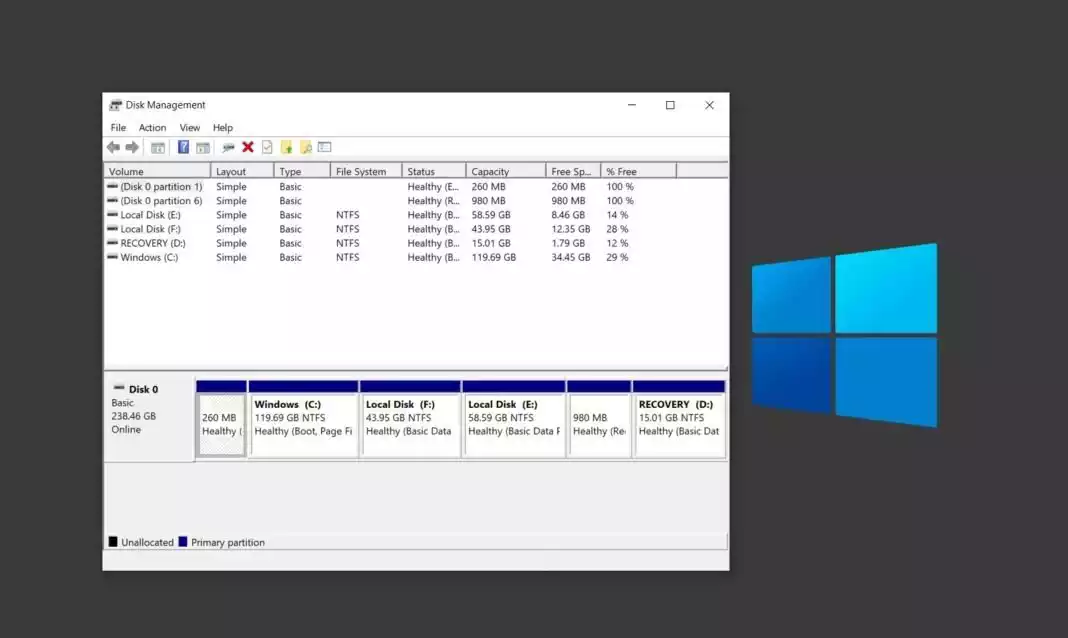 Disk Management
File Action View Help
Volume Layout Type File System Status Capacity Free Sp... % Free
(Disk 0 partition 1) Simple Basic Healthy (E... 260 MB 260 MB 100 %
(Disk 0 partition 6) Simple Basic Healthy (R... 980 MB 980 MB 100 %
Local Disk (E:) Simple Basic NTFS Healthy (B... 58.59 GB 8.46 GB 14 %
Local Disk (F:) Simple Basic NTFS Healthy (B... 43.95 GB 12.35 GB 28 %
RECOVERY (D:) Simple Basic NTFS Healthy (B... 15.01 GB 1.79 GB 12 %
Windows (C:) Simple Basic NTFS Healthy (B... 119.69 GB 34.45 GB 29 %
Disk 0
Basic
238.46 GB
Online
260 MB
Healthy (
Windows (C:)
119.69 GB NTFS
Healthy (Boot, Page Fi
Local Disk (F:)
43.95 GB NTFS
Healthy (Basic Data
Local Disk (E:)
58.59 GB NTFS
Healthy (Basic Data P
980 MB
Healthy (Re
RECOVERY (D:)
15.01 GB NTFS
Healthy (Basic Dat
Unallocated Primary partition